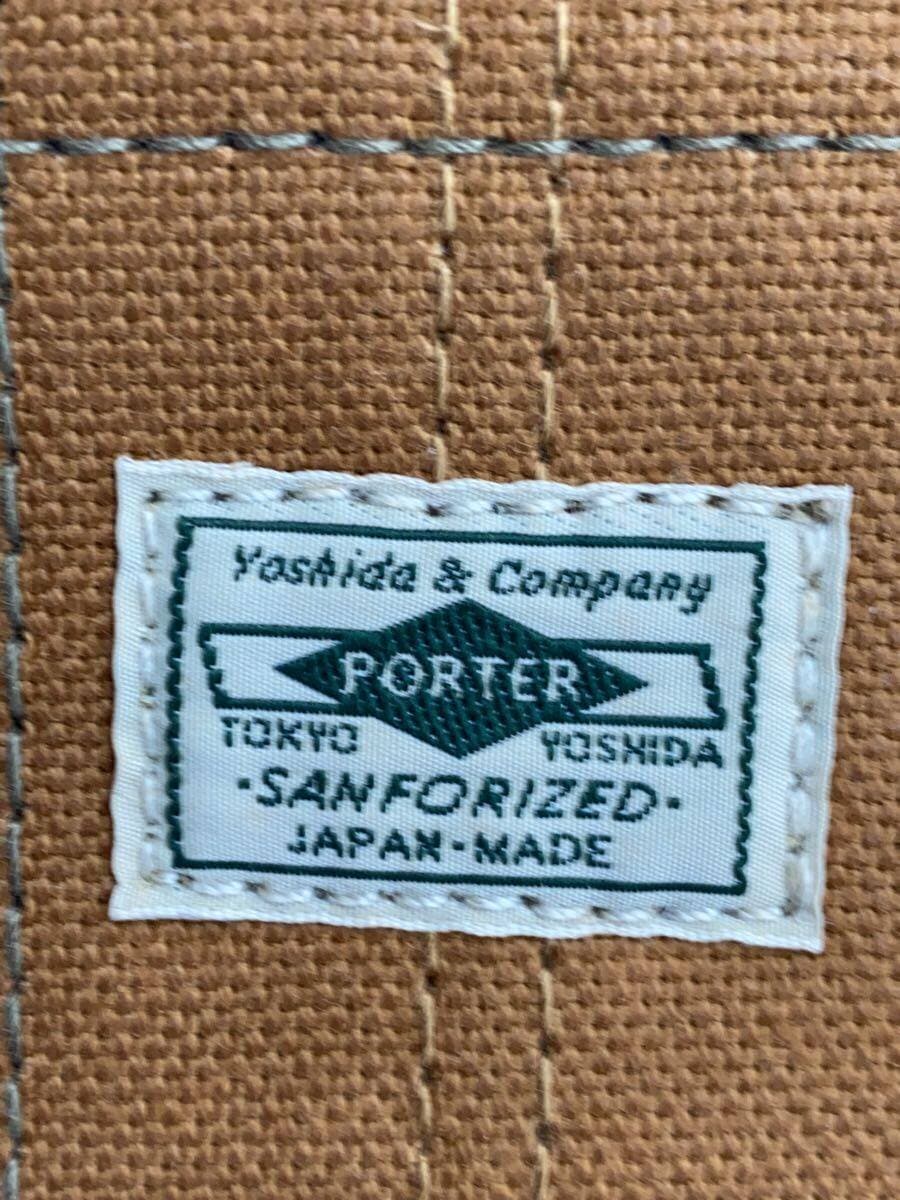 Yoshida & Company
PORTER
TOKYO YOSHIDA
·SANFORIZED·
JAPAN-MADE